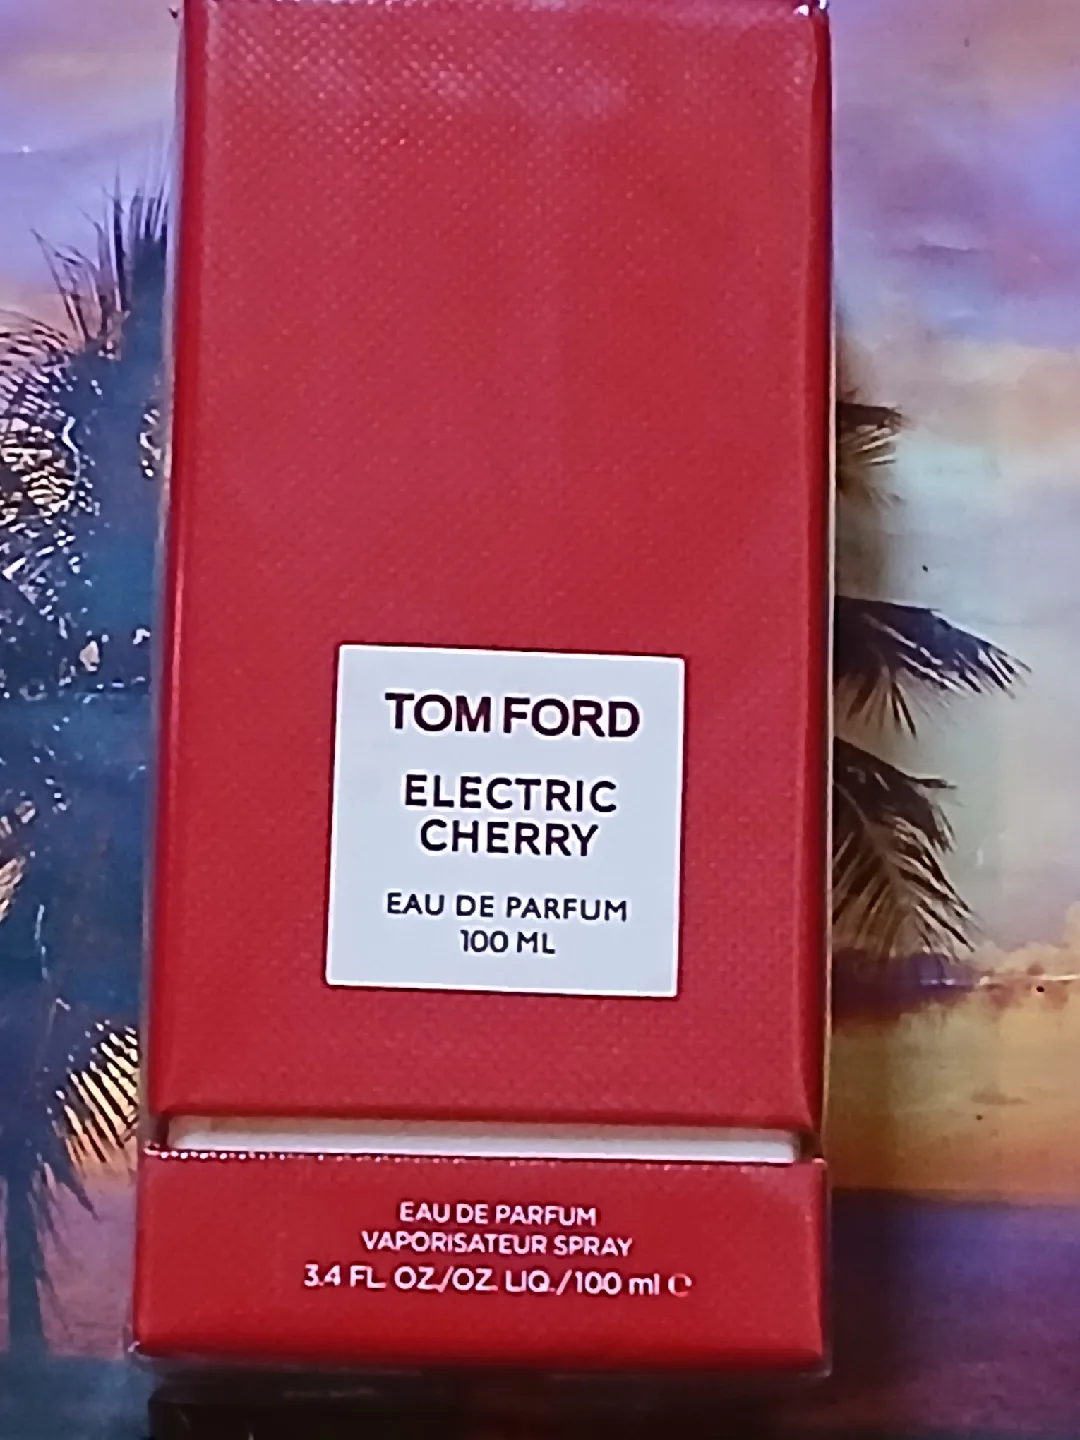 TOM FORD
ELECTRIC
CHERRY
EAU DE PARFUM
100 ML
EAU DE PARFUM
VAPORISATEUR SPRAY
3.4 FL. OZ./OZ. LIQ./100 ml ℮